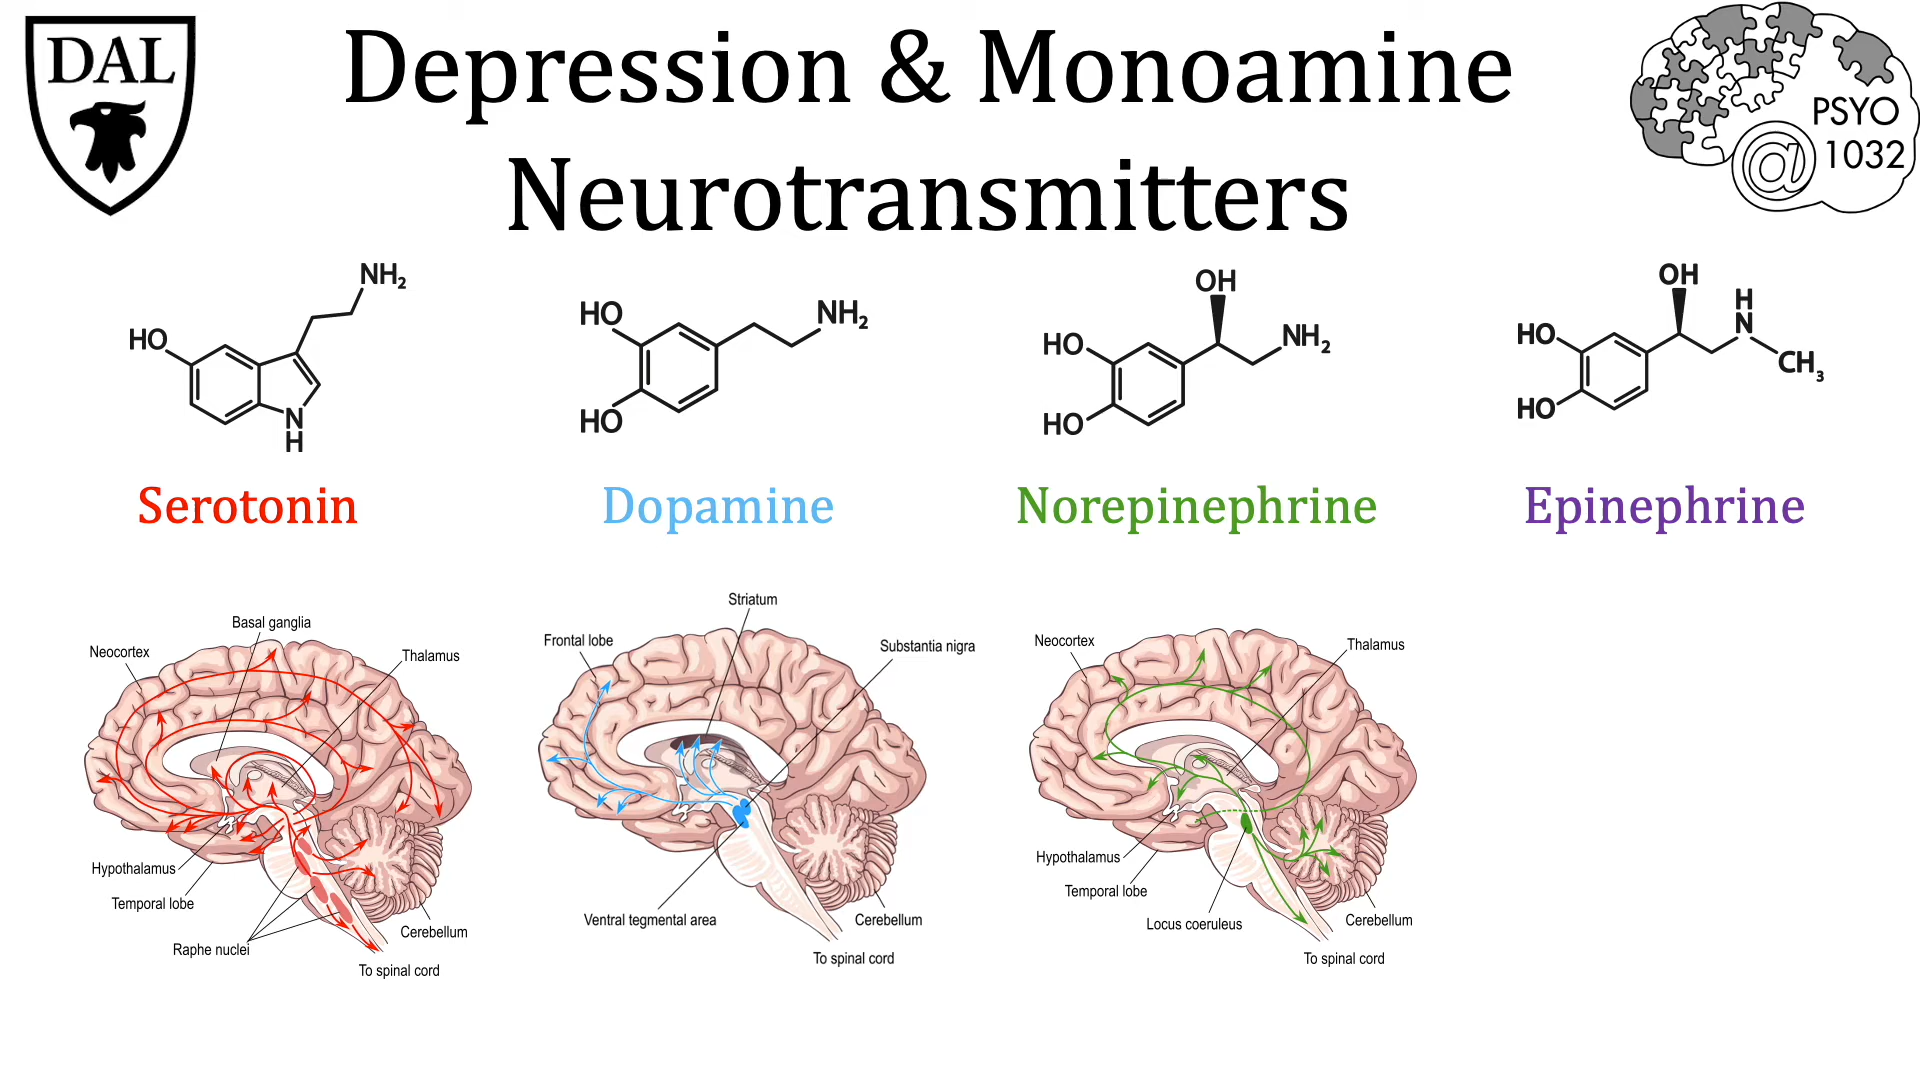 DAL
Depression & Monoamine
Neurotransmitters
PSYO
@ 1032
NH₂
HO
N
H
HO
NH₂
HO
OH
HO
NH₂
HO
OH
H
N
HO
CH₃
HO
Serotonin
Dopamine
Norepinephrine
Epinephrine
Basal ganglia
Neocortex
Thalamus
Hypothalamus
Temporal lobe
Raphe nuclei
Cerebellum
To spinal cord
Striatum
Frontal lobe
Substantia nigra
Ventral tegmental area
Cerebellum
To spinal cord
Neocortex
Thalamus
Hypothalamus
Temporal lobe
Locus coeruleus
Cerebellum
To spinal cord